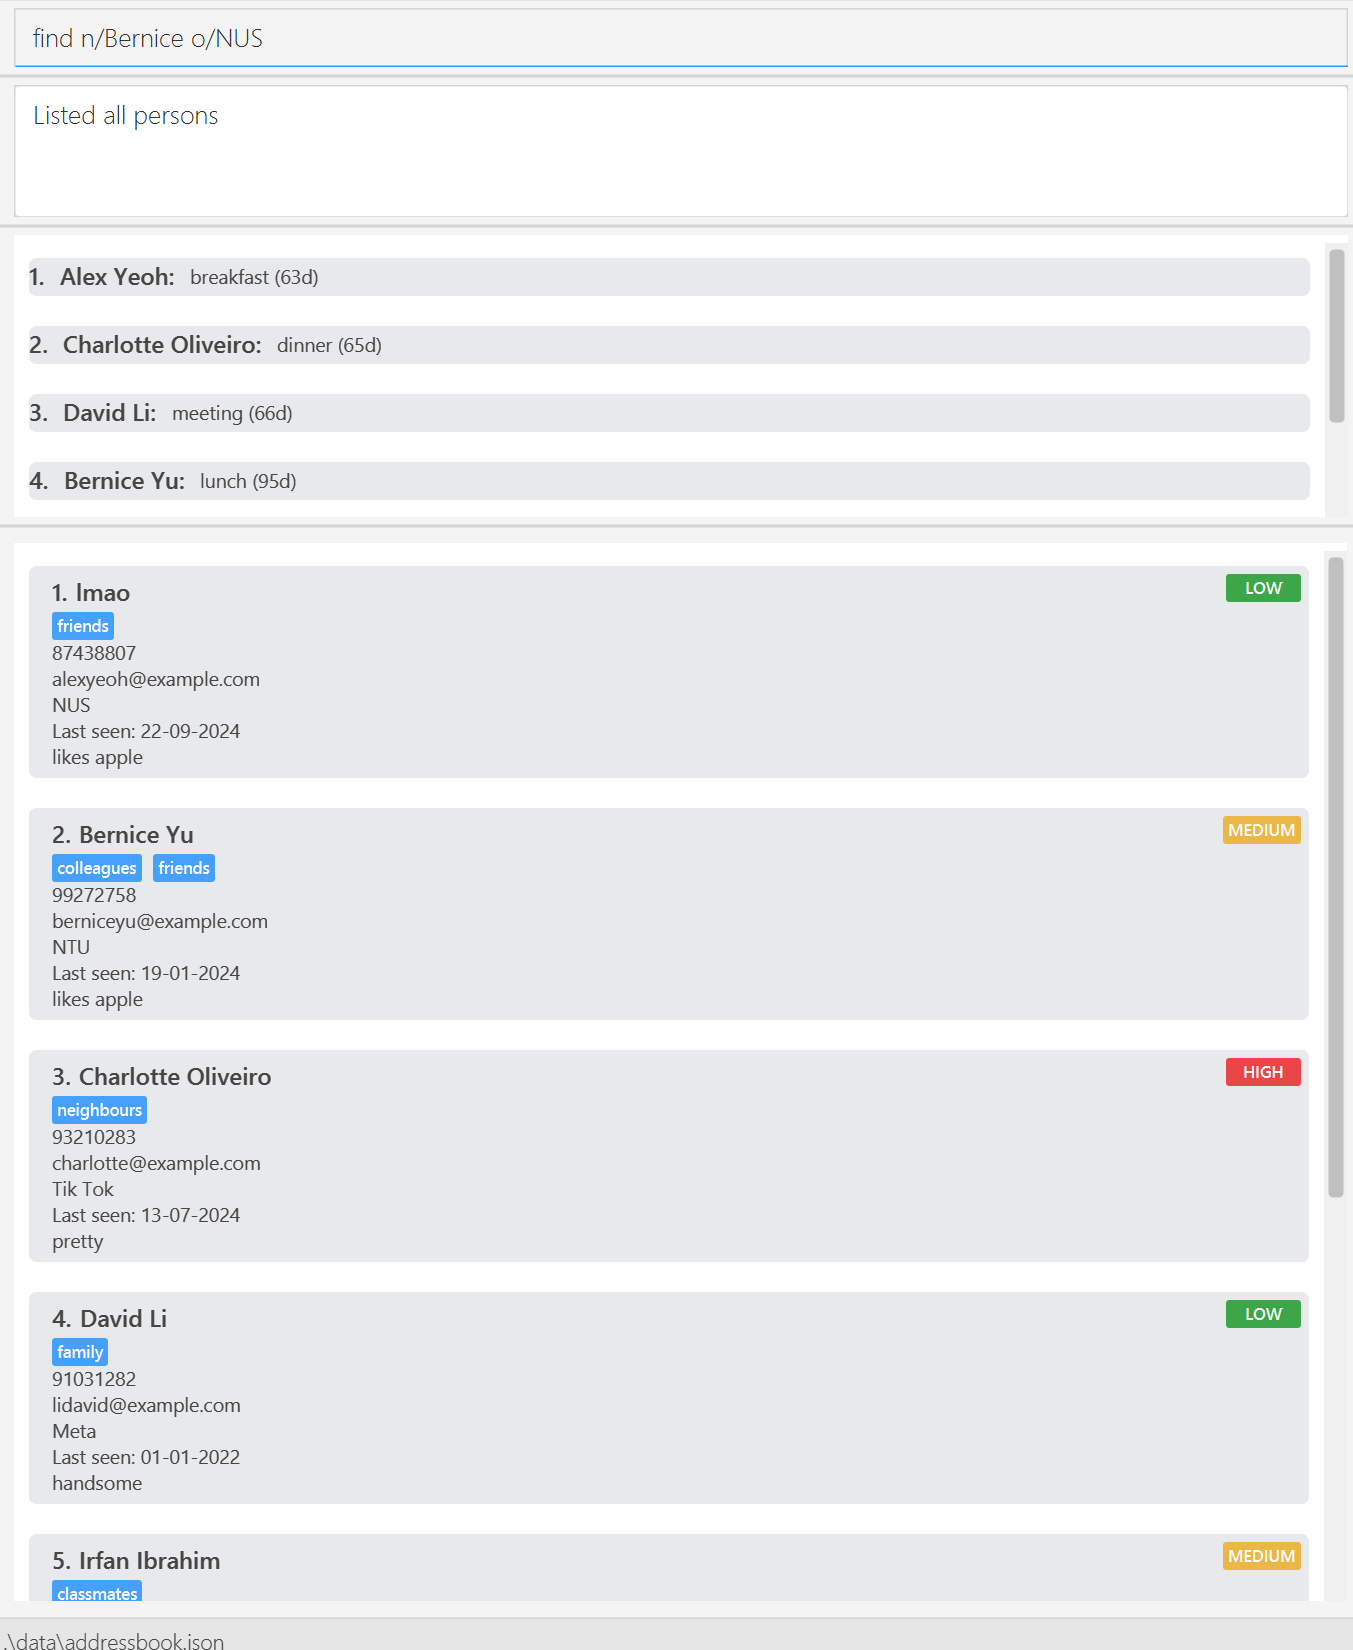 find n/Bernice o/NUS
Listed all persons
1. Alex Yeoh: breakfast (63d)
2. Charlotte Oliveiro: dinner (65d)
3. David Li: meeting (66d)
4. Bernice Yu: lunch (95d)
1. lmao LOW
friends
87438807
alexyeoh@example.com
NUS
Last seen: 22-09-2024
likes apple
2. Bernice Yu MEDIUM
colleagues friends
99272758
berniceyu@example.com
NTU
Last seen: 19-01-2024
likes apple
3. Charlotte Oliveiro HIGH
neighbours
93210283
charlotte@example.com
Tik Tok
Last seen: 13-07-2024
pretty
4. David Li LOW
family
91031282
lidavid@example.com
Meta
Last seen: 01-01-2022
handsome
5. Irfan Ibrahim MEDIUM
classmates
.\data\addressbook.json